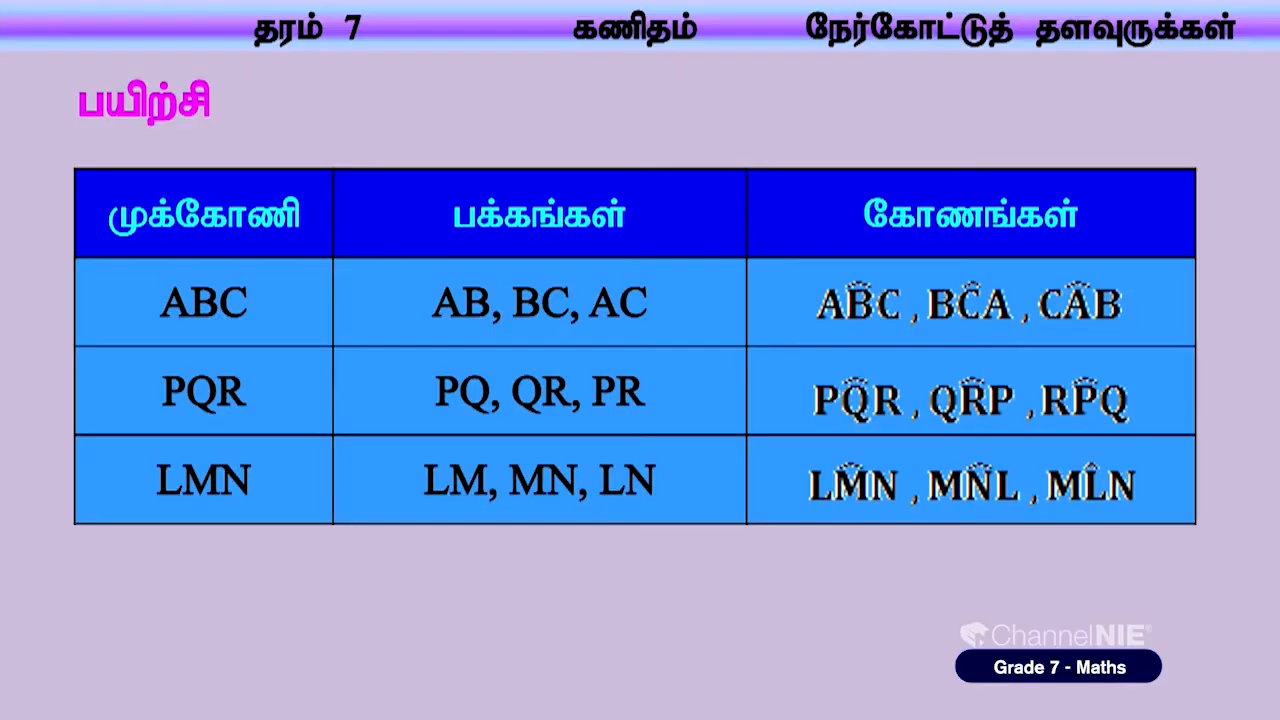 தரம் 7 கணிதம் நேர்கோட்டுத் தளவுருக்கள்
பயிற்சி
முக்கோணி பக்கங்கள் கோணங்கள்
ABC AB, BC, AC AB̂C , BĈA , CÂB
PQR PQ, QR, PR PQ̂R , QR̂P , RP̂Q
LMN LM, MN, LN LM̂N , MN̂L , ML̂N
ChannelNIE®
Grade 7 - Maths